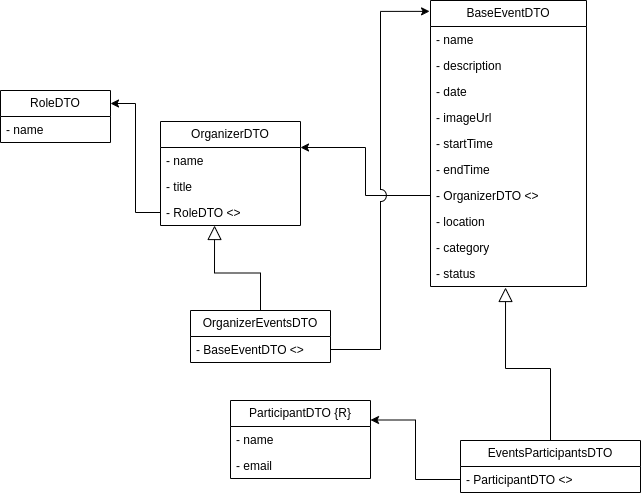 BaseEventDTO
- name
- description
- date
- imageUrl
- startTime
- endTime
- OrganizerDTO <>
- location
- category
- status
RoleDTO
- name
OrganizerDTO
- name
- title
- RoleDTO <>
OrganizerEventsDTO
- BaseEventDTO <>
ParticipantDTO {R}
- name
- email
EventsParticipantsDTO
- ParticipantDTO <>